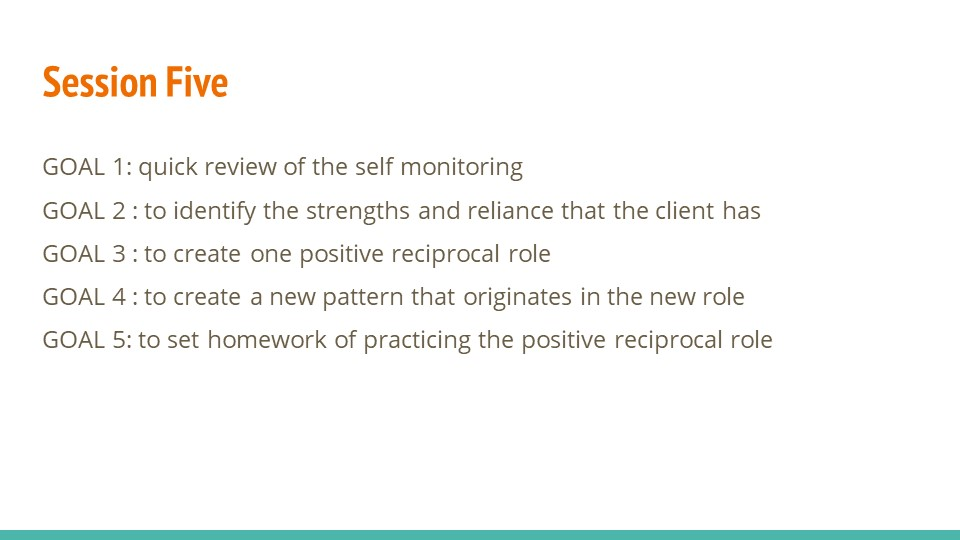 Session Five
GOAL 1: quick review of the self monitoring
GOAL 2 : to identify the strengths and reliance that the client has
GOAL 3 : to create one positive reciprocal role
GOAL 4 : to create a new pattern that originates in the new role
GOAL 5: to set homework of practicing the positive reciprocal role